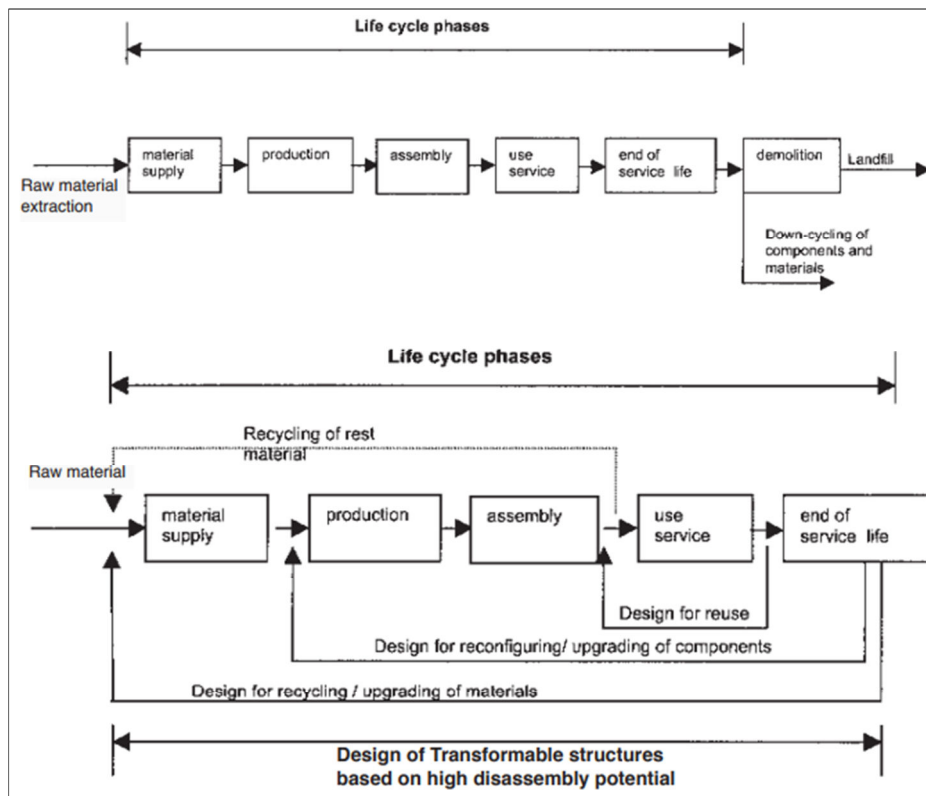 Life cycle phases
material
supply
production
assembly
use
service
end of
service life
demolition
Landfill
Raw material
extraction
Down-cycling of
components and
materials
Life cycle phases
Recycling of rest
material
Raw material
material
supply
production
assembly
use
service
end of
service life
Design for reuse
Design for reconfiguring/ upgrading of components
Design for recycling / upgrading of materials
Design of Transformable structures
based on high disassembly potential